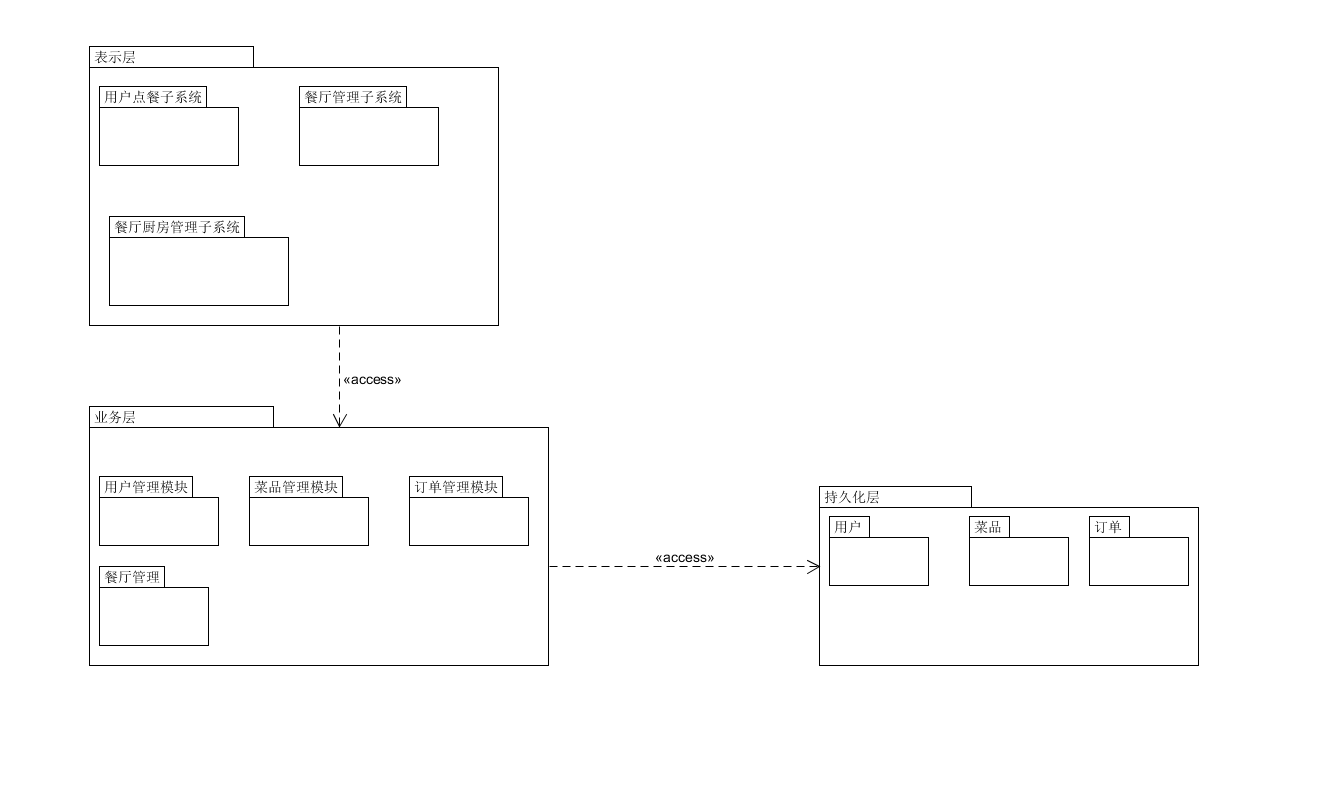 表示层
用户点餐子系统
餐厅管理子系统
餐厅厨房管理子系统
«access»
业务层
用户管理模块
菜品管理模块
订单管理模块
餐厅管理
«access»
持久化层
用户
菜品
订单